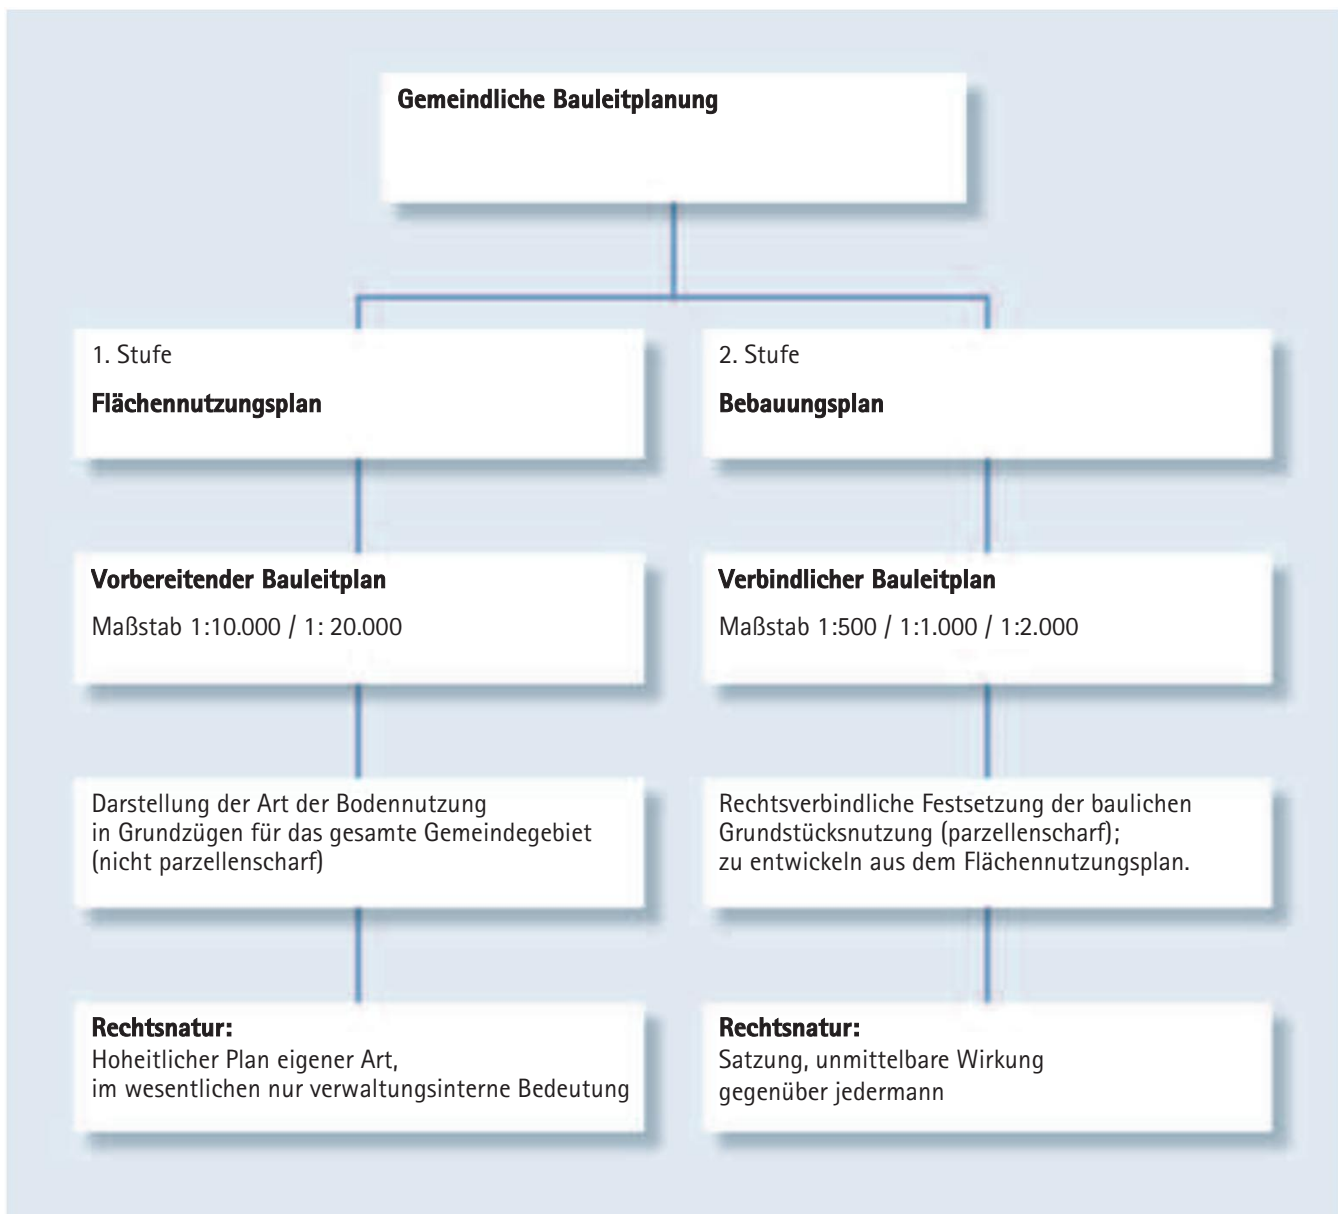 Gemeindliche Bauleitplanung
1. Stufe
Flächennutzungsplan
Vorbereitender Bauleitplan
Maßstab 1:10.000 / 1: 20.000
Darstellung der Art der Bodennutzung
in Grundzügen für das gesamte Gemeindegebiet
(nicht parzellenscharf)
Rechtsnatur:
Hoheitlicher Plan eigener Art,
im wesentlichen nur verwaltungsinterne Bedeutung
2. Stufe
Bebauungsplan
Verbindlicher Bauleitplan
Maßstab 1:500 / 1:1.000 / 1:2.000
Rechtsverbindliche Festsetzung der baulichen
Grundstücksnutzung (parzellenscharf);
zu entwickeln aus dem Flächennutzungsplan.
Rechtsnatur:
Satzung, unmittelbare Wirkung
gegenüber jedermann